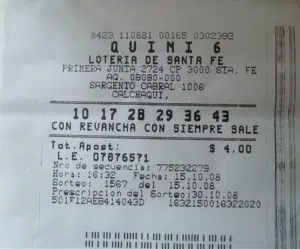 8423 110881 00165 0302392
QUINI 6
LOTERIA DE SANTA FE
PRIMERA JUNTA 2724 CP 3000 STA. FE
AG. 09090-000
SARGENTO CABRAL 1006
CALCHAQUI,
10 17 28 29 36 43
CON REVANCHA CON SIEMPRE SALE
Tot.Apost: $ 4.00
L.E. 07876571
Nro de secuencia: 775232279
Hora: 16:32 Fecha: 15.10.08
Sorteo: 1567 del 15.10.08
Prescripcion del Sorteo:30.10.08
501F12AEB414043D 1632150016322020